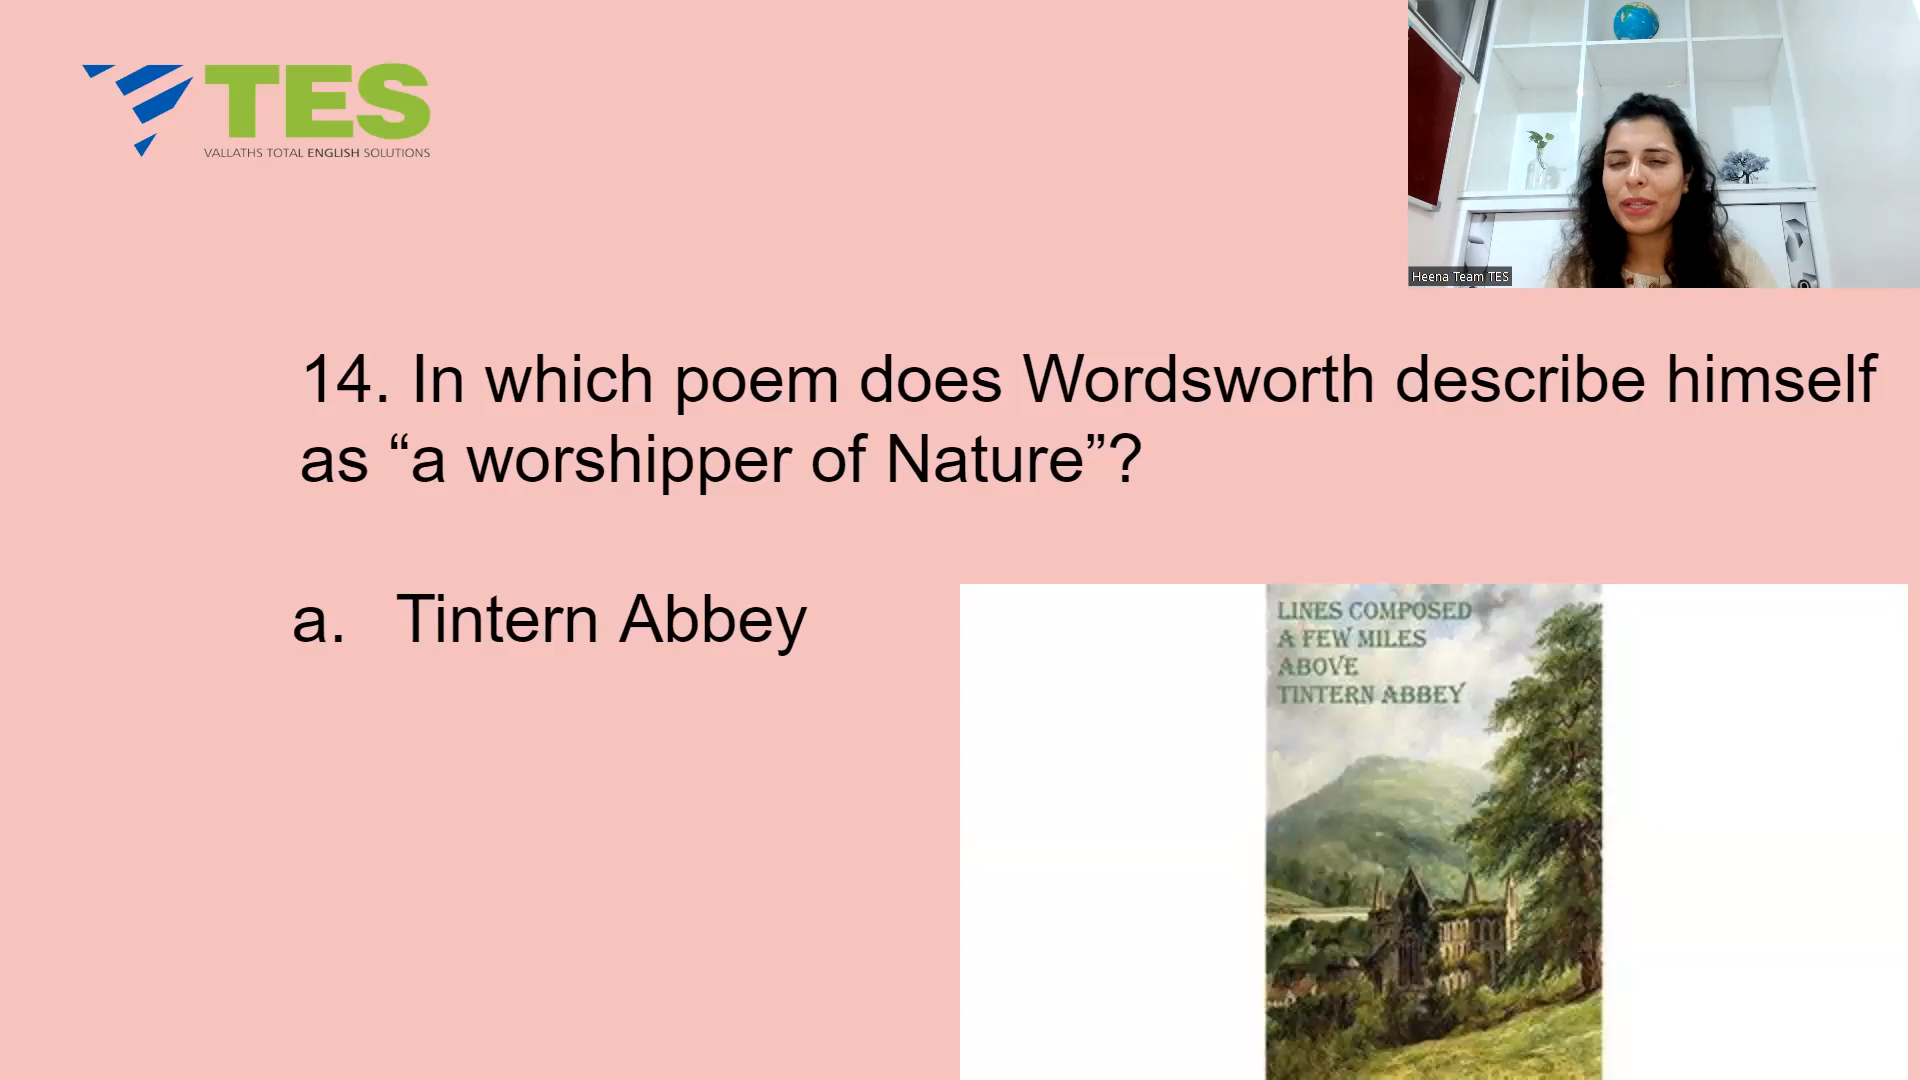 TES
VALLATHS TOTAL ENGLISH SOLUTIONS
Heena Team TES
14. In which poem does Wordsworth describe himself
as “a worshipper of Nature”?
a. Tintern Abbey
LINES COMPOSED
A FEW MILES
ABOVE
TINTERN ABBEY